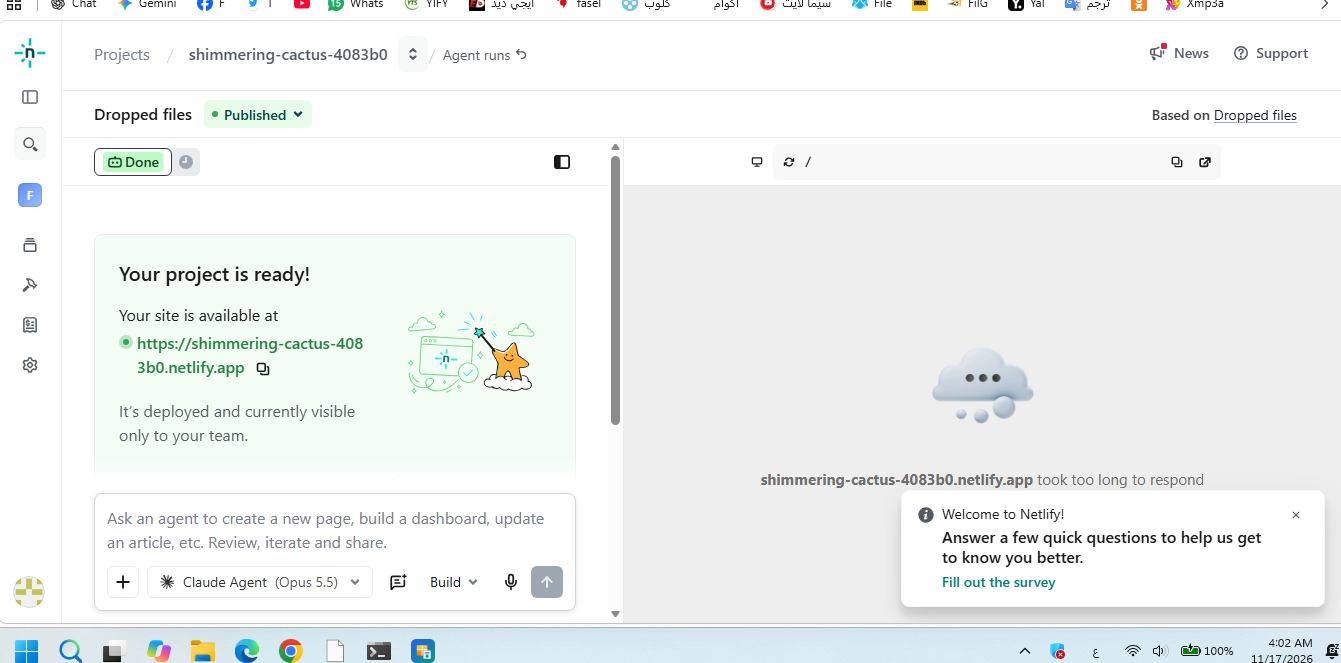 Chat
Gemini
F
Whats
YIFY
ايجي ديد
fasel
كلوب
اكوام
سيما لايت
File
FilG
Yal
ترجم
Xmp3a
Projects / shimmering-cactus-4083b0 / Agent runs
News
Support
Dropped files
Published
Based on Dropped files
Done
/
F
Your project is ready!
Your site is available at
https://shimmering-cactus-408
3b0.netlify.app
It's deployed and currently visible
only to your team.
Ask an agent to create a new page, build a dashboard, update
an article, etc. Review, iterate and share.
Claude Agent (Opus 5.5)
Build
shimmering-cactus-4083b0.netlify.app took too long to respond
Welcome to Netlify!
Answer a few quick questions to help us get
to know you better.
Fill out the survey
ع
100%
4:02 AM
11/17/2026